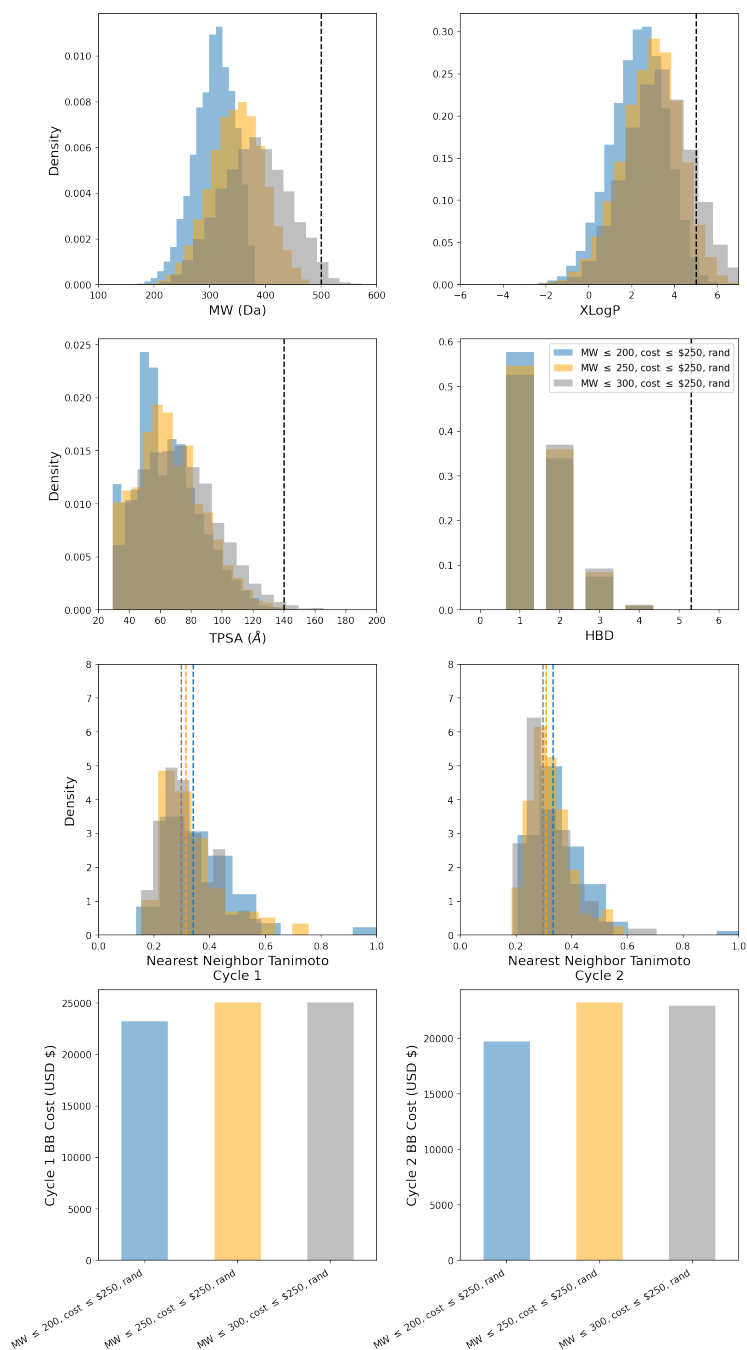 0.010
0.008
0.006
0.004
0.002
0.000
Density
100 200 300 400 500 600
MW (Da)
0.30
0.25
0.20
0.15
0.10
0.05
0.00
−6 −4 −2 0 2 4 6
XLogP
0.025
0.020
0.015
0.010
0.005
0.000
Density
20 40 60 80 100 120 140 160 180 200
TPSA (Å)
0.6
0.5
0.4
0.3
0.2
0.1
0.0
MW ≤ 200, cost ≤ $250, rand
MW ≤ 250, cost ≤ $250, rand
MW ≤ 300, cost ≤ $250, rand
0 1 2 3 4 5 6
HBD
8
7
6
5
4
3
2
1
0
Density
0.0 0.2 0.4 0.6 0.8 1.0
Nearest Neighbor Tanimoto
Cycle 1
8
7
6
5
4
3
2
1
0
0.0 0.2 0.4 0.6 0.8 1.0
Nearest Neighbor Tanimoto
Cycle 2
25000
20000
15000
10000
5000
0
Cycle 1 BB Cost (USD $)
MW ≤ 200, cost ≤ $250, rand
MW ≤ 250, cost ≤ $250, rand
MW ≤ 300, cost ≤ $250, rand
20000
15000
10000
5000
0
Cycle 2 BB Cost (USD $)
MW ≤ 200, cost ≤ $250, rand
MW ≤ 250, cost ≤ $250, rand
MW ≤ 300, cost ≤ $250, rand